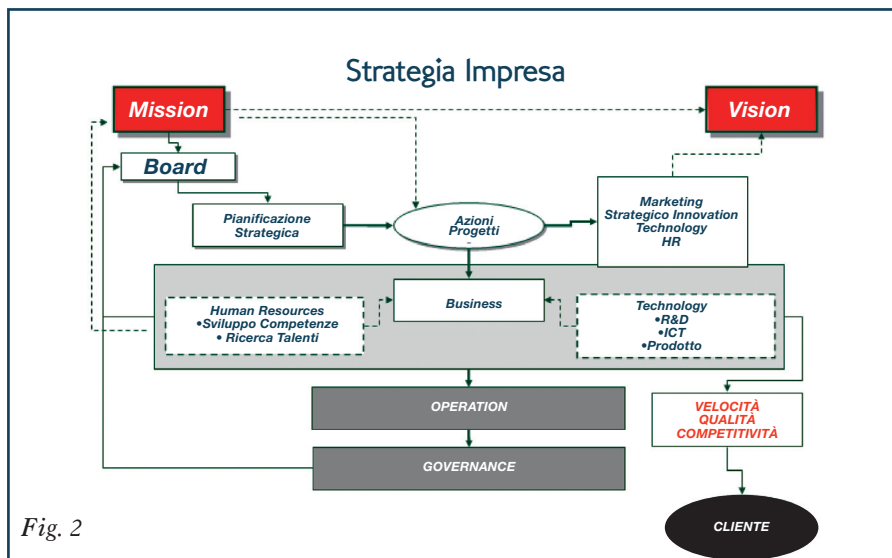 Strategia Impresa
Mission
Vision
Board
Pianificazione
Strategica
Azioni
Progetti
Marketing
Strategico Innovation
Technology
HR
Human Resources
•Sviluppo Competenze
• Ricerca Talenti
Business
Technology
•R&D
•ICT
•Prodotto
OPERATION
GOVERNANCE
VELOCITÀ
QUALITÀ
COMPETITIVITÀ
CLIENTE
Fig. 2